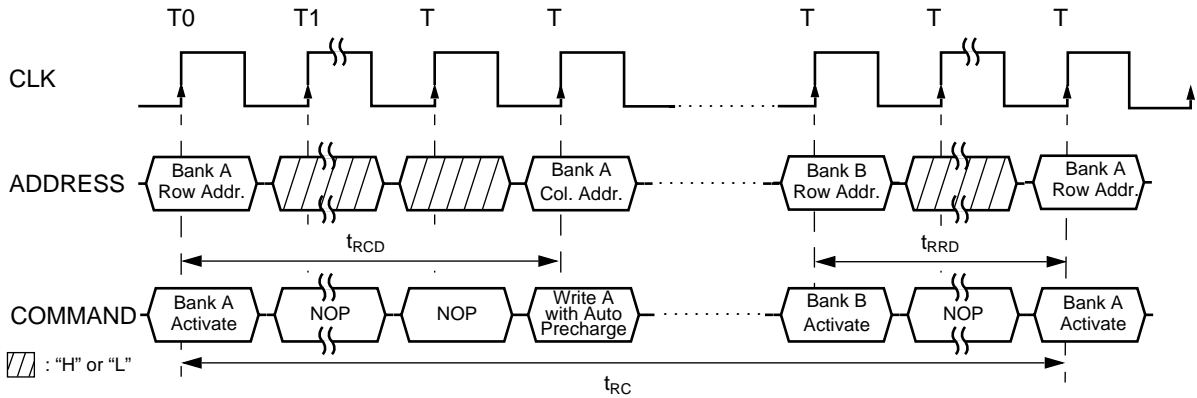 T0 T1 T T T T T
CLK
Bank A Bank A Bank B Bank A
ADDRESS
Row Addr. Col. Addr. Row Addr. Row Addr.
tRCD tRRD
Bank A Write A Bank B Bank A
COMMAND NOP NOP with Auto NOP
Activate Precharge Activate Activate
: “H” or “L”
tRC